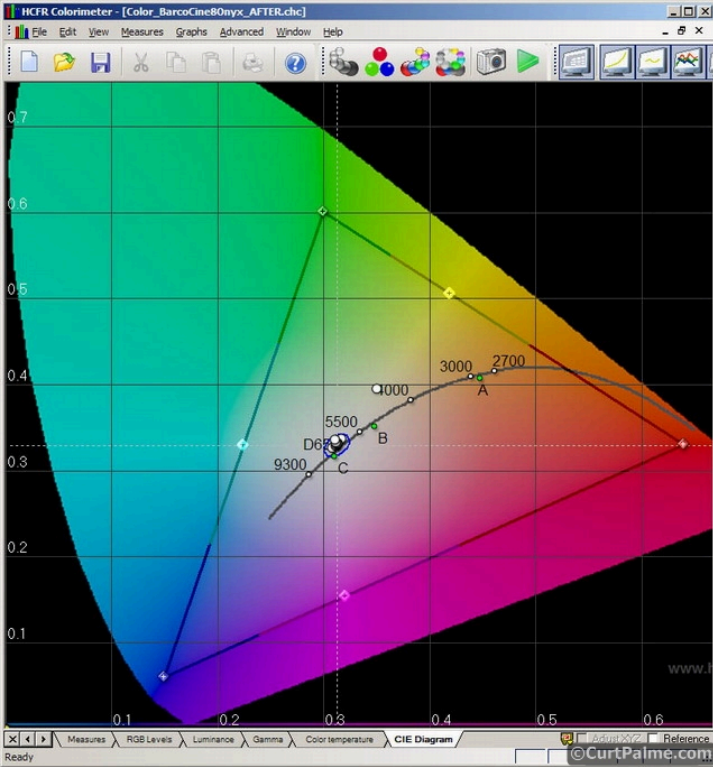 HCFR Colorimeter - [Color_BarcoCine8Onyx_AFTER.chc]
File Edit View Measures Graphs Advanced Window Help
0.7
0.6
0.5
0.4
0.3
0.2
0.1
3000 2700
A
4000
5500
B
D65
C
9300
0.1 0.2 0.3 0.4 0.5 0.6
Measures RGB Levels Luminance Gamma Color temperature CIE Diagram
Adjust XYZ Reference
Ready
©CurtPalme.com